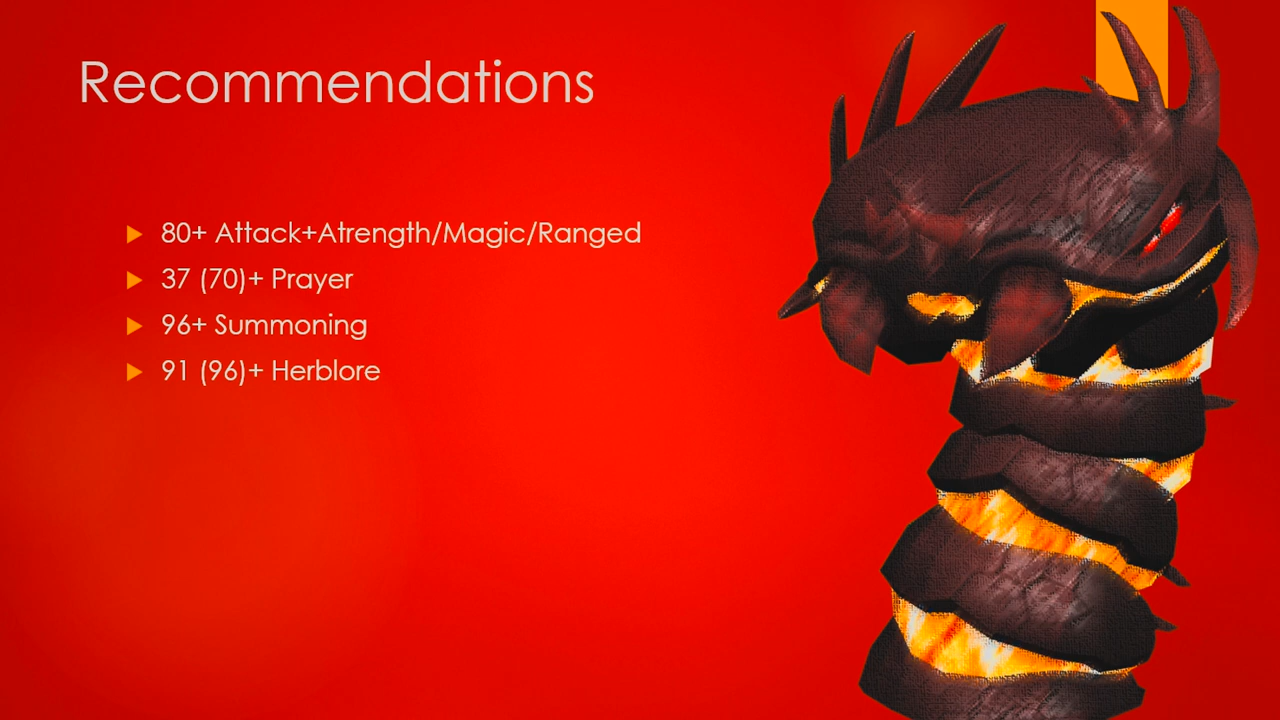 Recommendations
80+ Attack+Atrength/Magic/Ranged
37 (70)+ Prayer
96+ Summoning
91 (96)+ Herblore